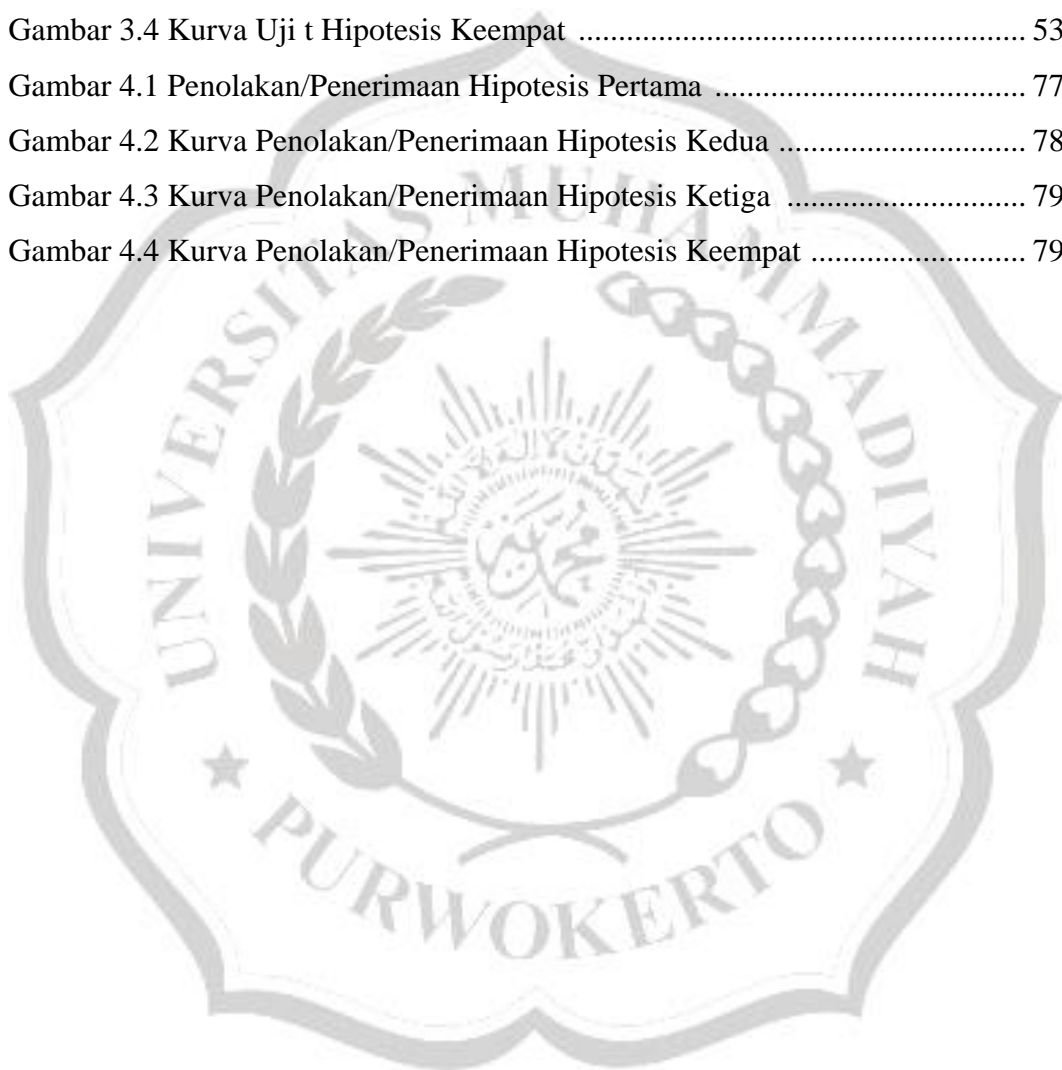 Gambar 3.4 Kurva Uji t Hipotesis Keempat ....................................................... 53
Gambar 4.1 Penolakan/Penerimaan Hipotesis Pertama ...................................... 77
Gambar 4.2 Kurva Penolakan/Penerimaan Hipotesis Kedua .............................. 78
Gambar 4.3 Kurva Penolakan/Penerimaan Hipotesis Ketiga ............................. 79
Gambar 4.4 Kurva Penolakan/Penerimaan Hipotesis Keempat .......................... 79
UNIVERSITAS MUHAMMADIYAH
PURWOKERTO